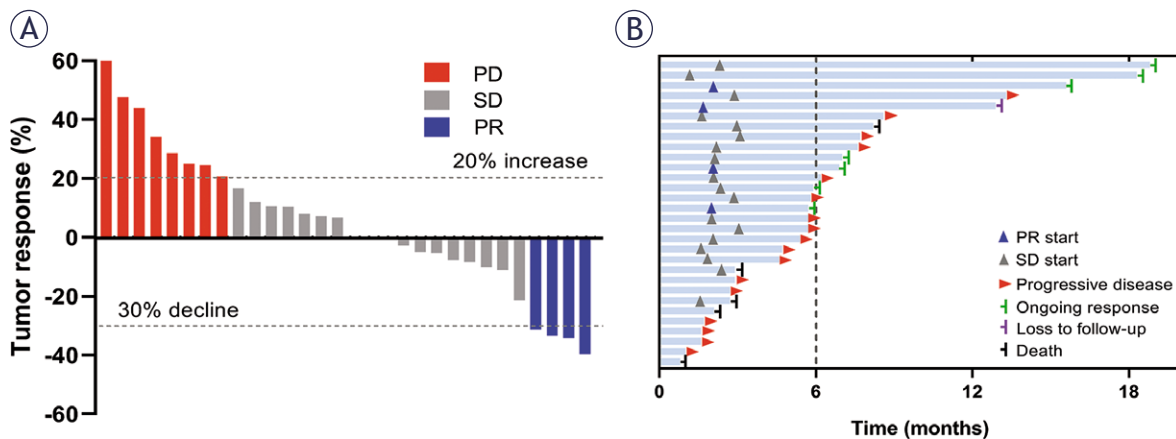 A
Tumor response (%)
60
40
20
0
-20
-40
-60
PD
SD
PR
20% increase
30% decline
B
PR start
SD start
Progressive disease
Ongoing response
Loss to follow-up
Death
0
6
12
18
Time (months)